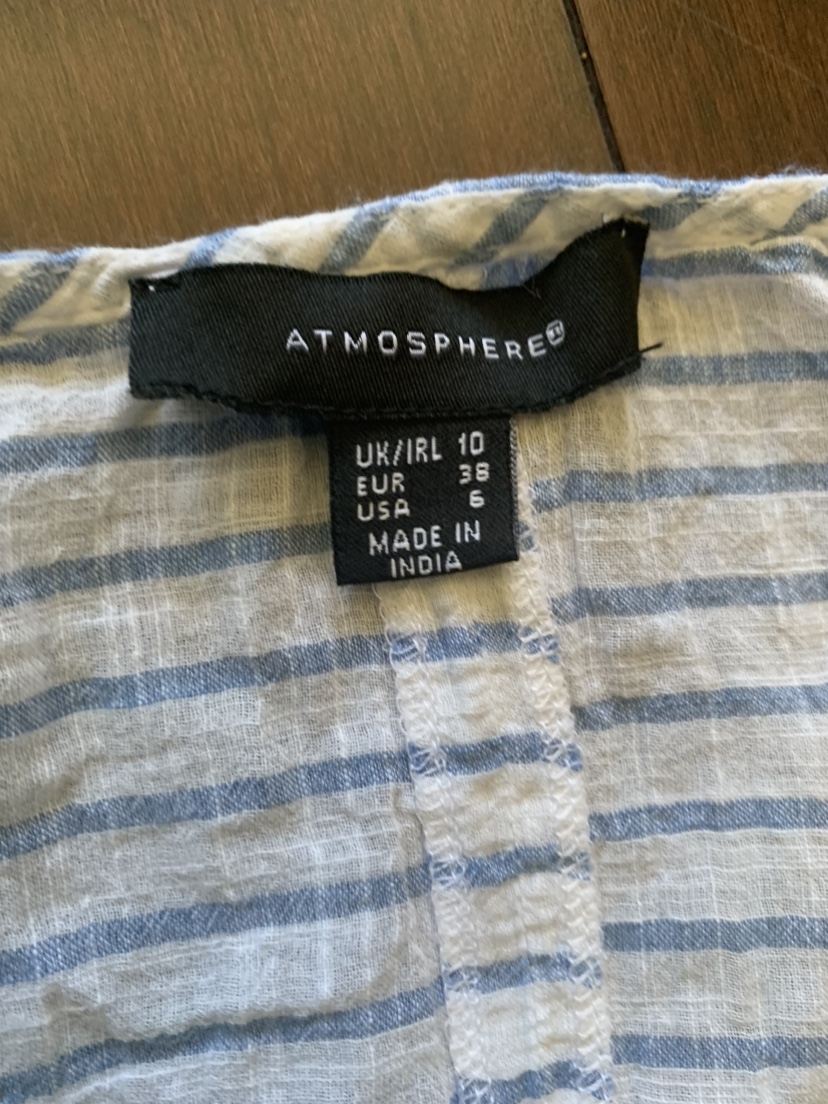 ATMOSPHERE
UK/IRL 10
EUR 38
USA 6
MADE IN
INDIA